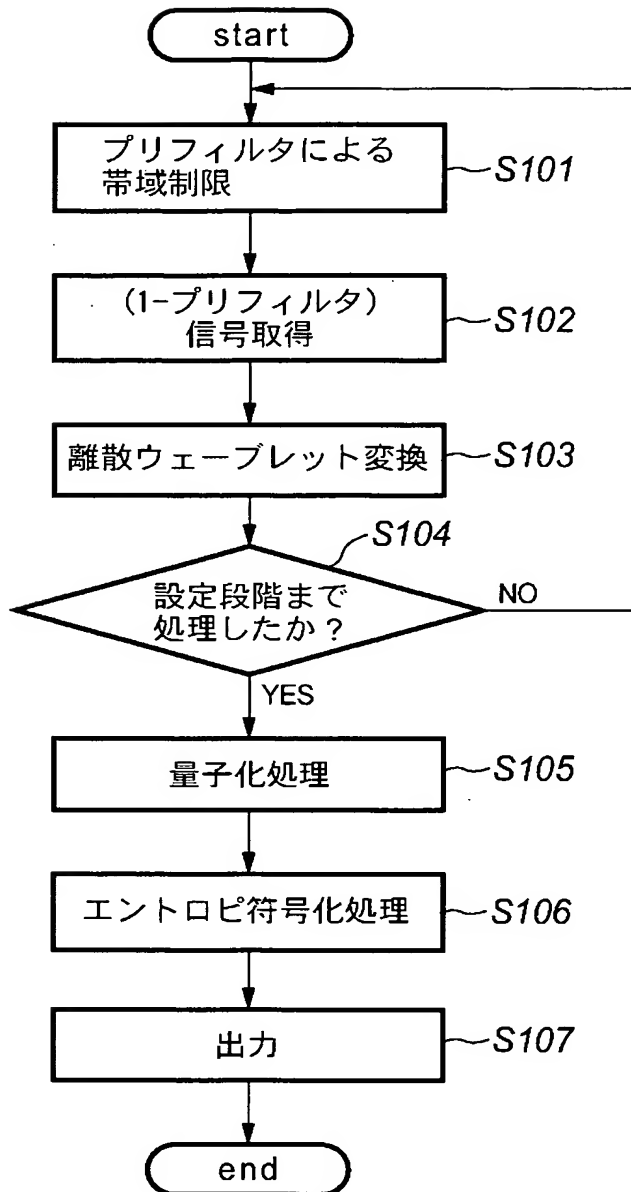 start
プリフィルタによる
帯域制限
S101
(1-プリフィルタ)
信号取得
S102
離散ウェーブレット変換
S103
S104
設定段階まで
処理したか？
NO
YES
量子化処理
S105
エントロピ符号化処理
S106
出力
S107
end